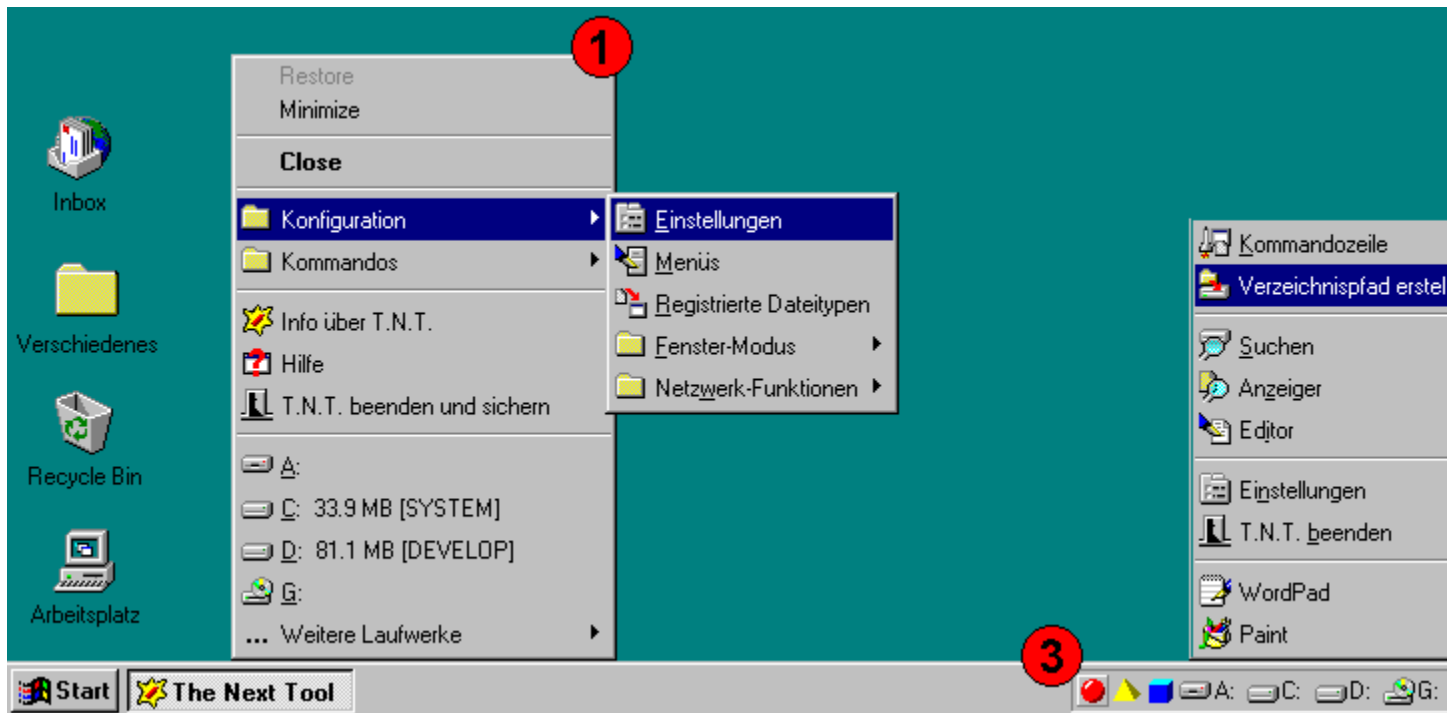 1
Restore
Minimize
Close
Konfiguration
Kommandos
Info über T.N.T.
Hilfe
T.N.T. beenden und sichern
A:
C: 33.9 MB [SYSTEM]
D: 81.1 MB [DEVELOP]
G:
... Weitere Laufwerke
Einstellungen
Menüs
Registrierte Dateitypen
Fenster-Modus
Netzwerk-Funktionen
Inbox
Verschiedenes
Recycle Bin
Arbeitsplatz
Kommandozeile
Verzeichnispfad erstel
Suchen
Anzeiger
Editor
Einstellungen
T.N.T. beenden
WordPad
Paint
3
Start
The Next Tool
A: C: D: G: